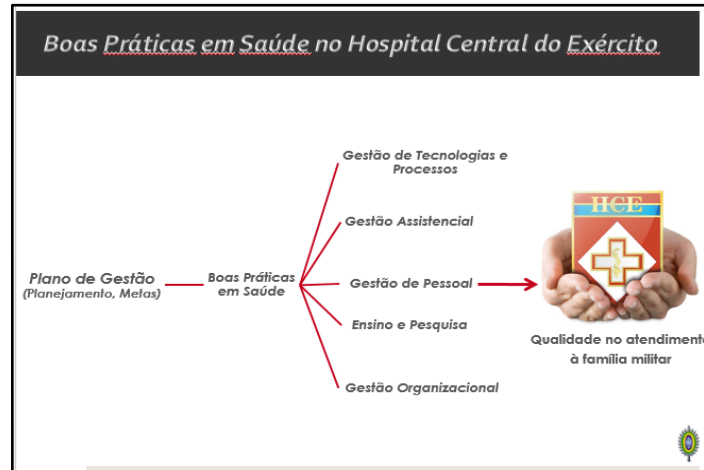 Boas Práticas em Saúde no Hospital Central do Exército
Gestão de Tecnologias e
Processos
Gestão Assistencial
Plano de Gestão
(Planejamento, Metas)
Boas Práticas
em Saúde
Gestão de Pessoal
Ensino e Pesquisa
Gestão Organizacional
HCE
Qualidade no atendimento
à família militar